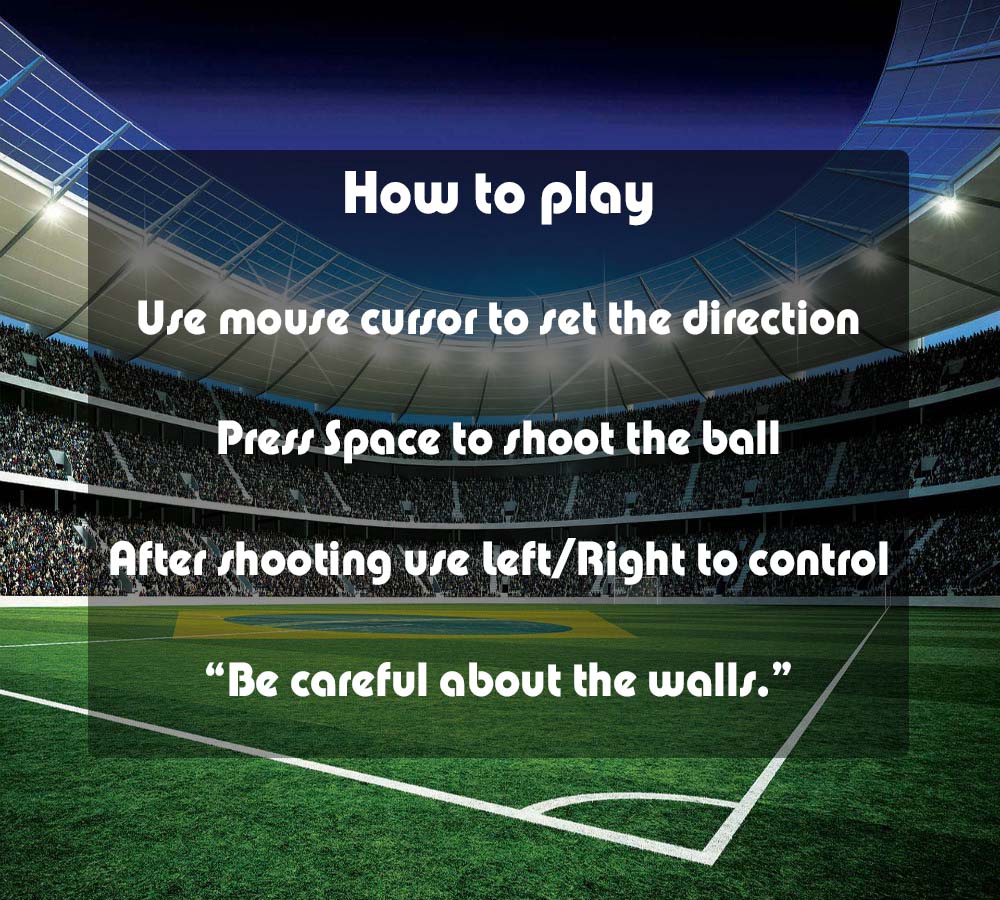 How to play
Use mouse cursor to set the direction
Press Space to shoot the ball
After shooting use Left/Right to control
“Be careful about the walls.”